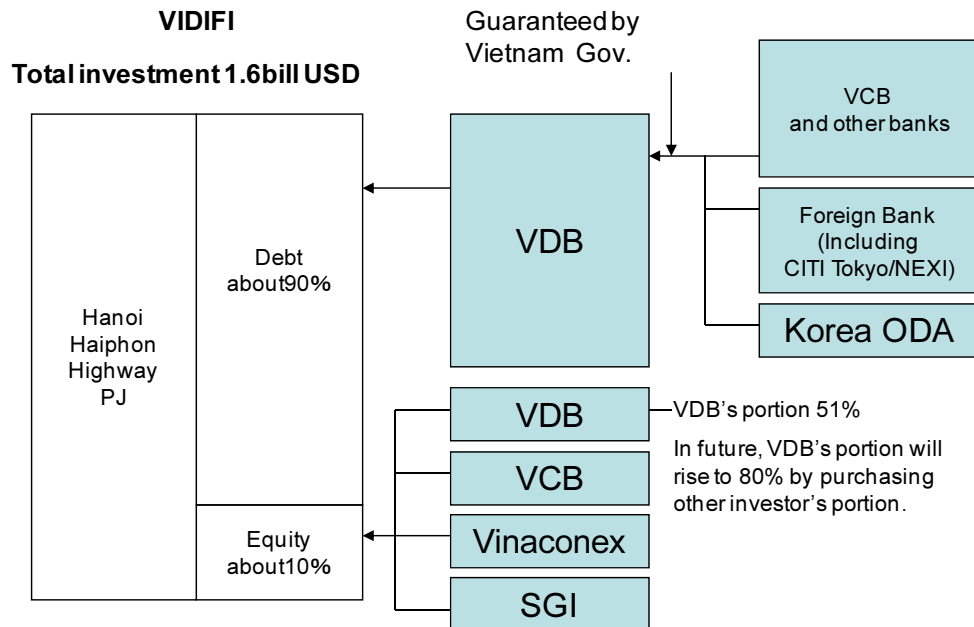 VIDIFI
Total investment 1.6bill USD
Guaranteed by
Vietnam Gov.
VCB
and other banks
Foreign Bank
(Including
CITI Tokyo/NEXI)
Korea ODA
VDB
Debt
about90%
Hanoi
Haiphon
Highway
PJ
Equity
about10%
VDB
VCB
Vinaconex
SGI
VDB's portion 51%
In future, VDB's portion will
rise to 80% by purchasing
other investor's portion.